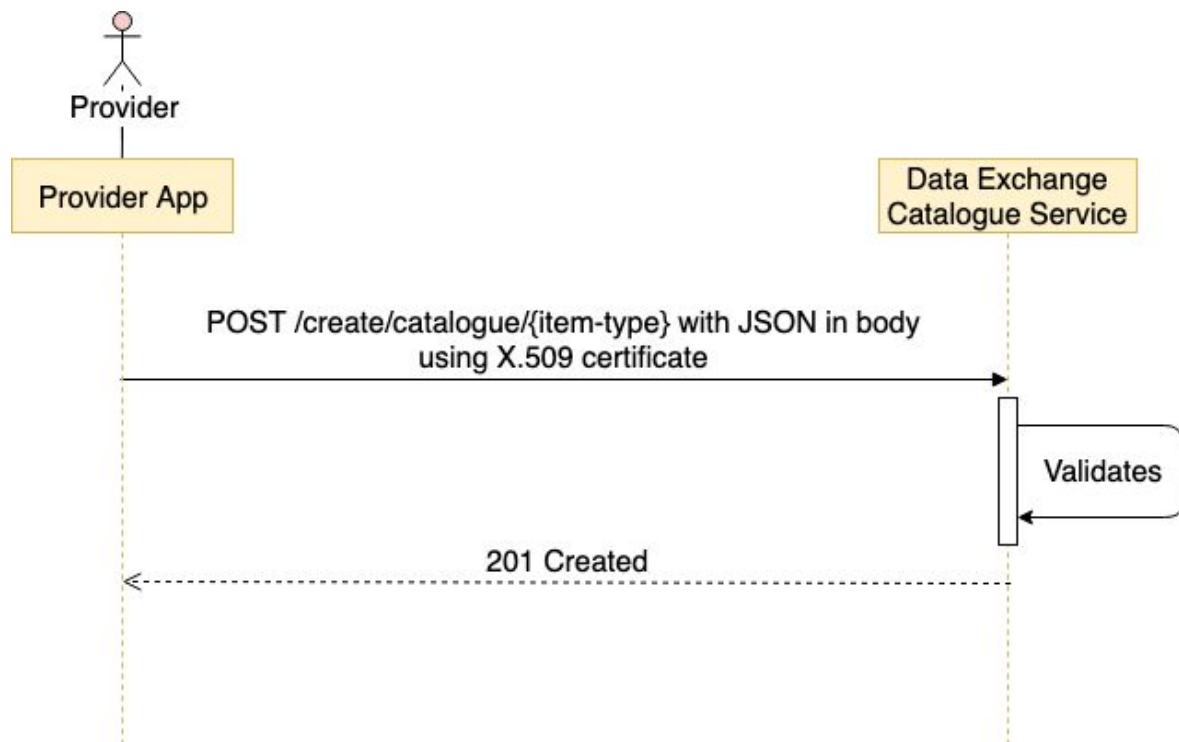 Provider
Provider App
Data Exchange
Catalogue Service
POST /create/catalogue/{item-type} with JSON in body
using X.509 certificate
Validates
201 Created